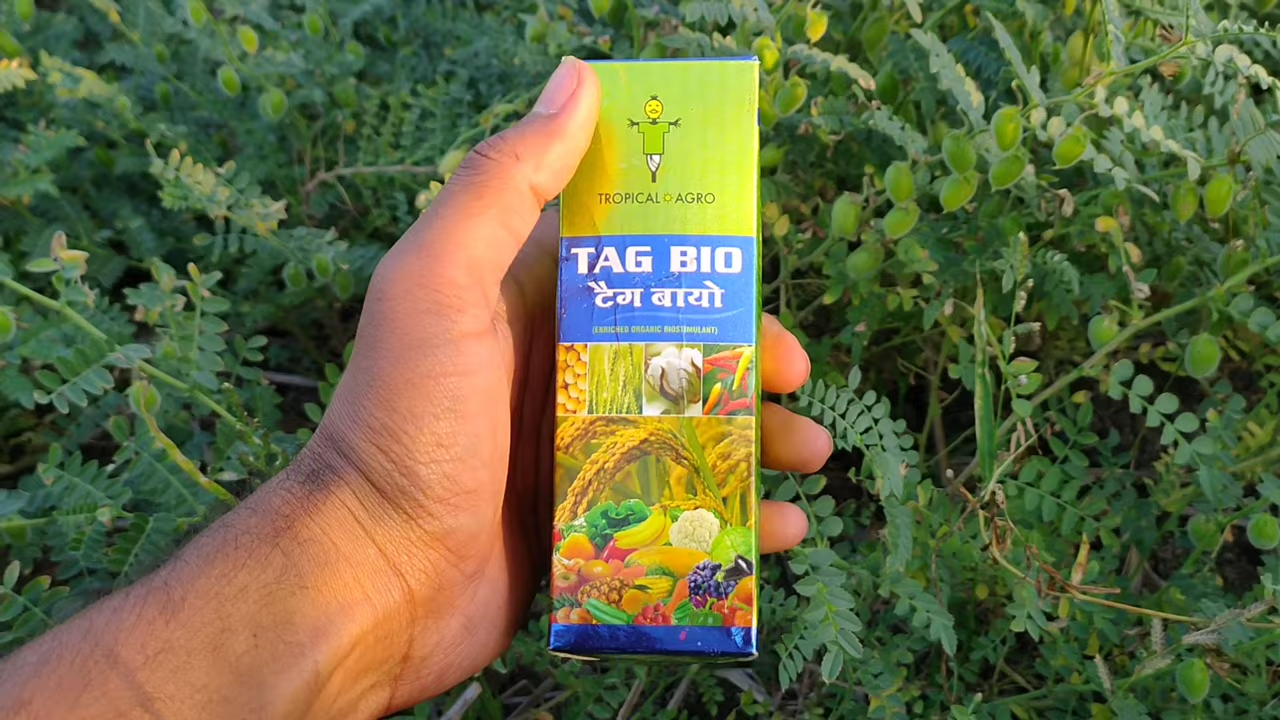 TROPICAL AGRO
TAG BIO
टैग बायो
(ENRICHED ORGANIC BIOSTIMULANT)